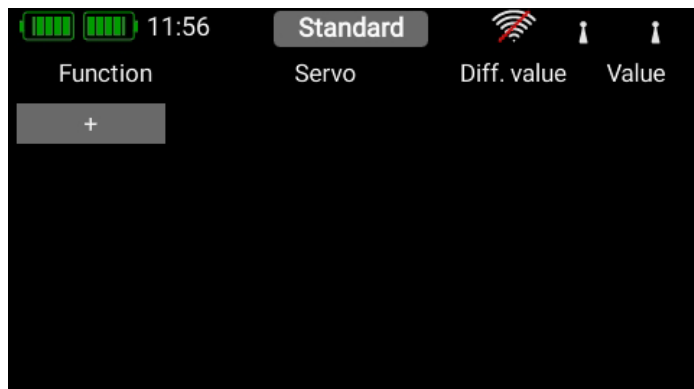 11:56 Standard
Function Servo Diff. value Value
+